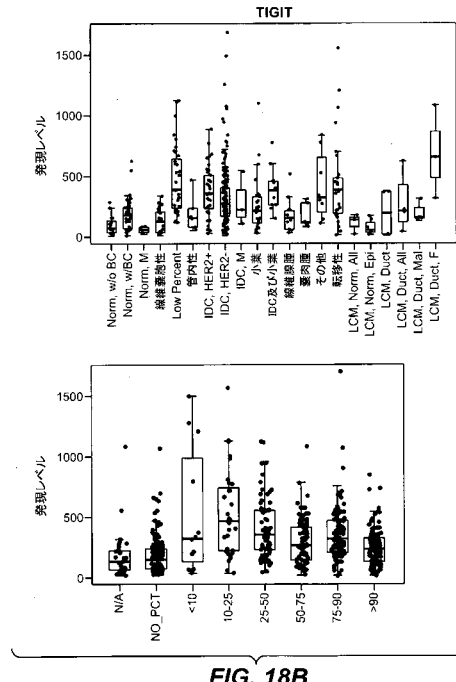 TIGIT
発現レベル
1500
1000
500
0
Norm, w/o BC
Norm, w/BC
Norm, M
線維嚢胞性
Low Percent
管内性
IDC, HER2+
IDC, HER2-
IDC, M
小葉
IDC及び小葉
線維腺腫
葉肉腫
その他
転移性
LCM, Norm, All
LCM, Norm, Epi
LCM, Duct
LCM, Duct, All
LCM, Duct, Mal
LCM, Duct, F
発現レベル
1500
1000
500
0
N/A
NO_PCT
<10
10-25
25-50
50-75
75-90
>90
FIG. 18B